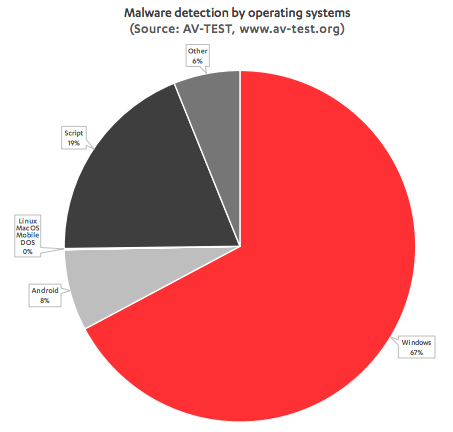 Malware detection by operating systems
(Source: AV-TEST, www.av-test.org)
Other
6%
Script
19%
Linux
MacOS
Mobile
DOS
0%
Android
8%
Windows
67%